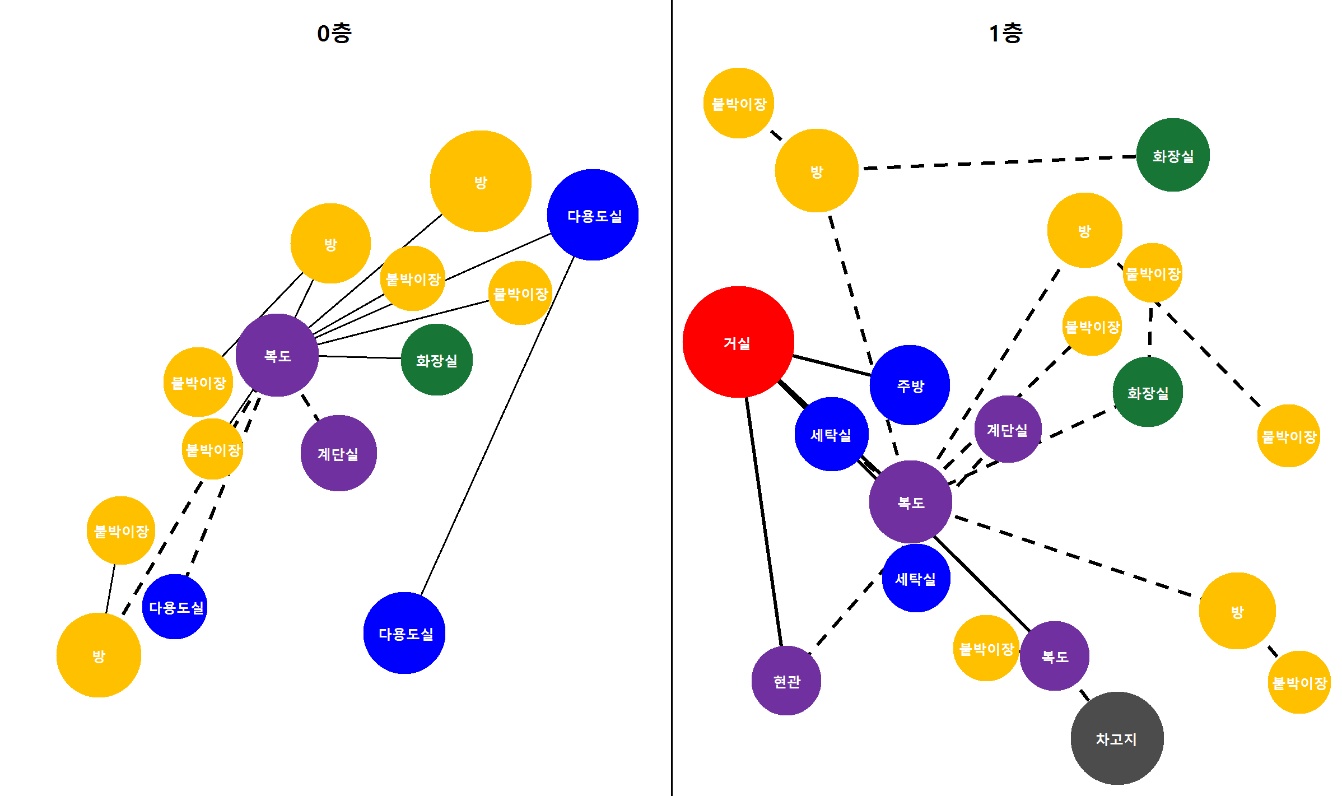 0층
방
다용도실
방
붙박이장
붙박이장
복도
화장실
붙박이장
붙박이장
계단실
붙박이장
다용도실
다용도실
방
1층
붙박이장
화장실
방
방
붙박이장
붙박이장
거실
주방
화장실
세탁실
계단실
붙박이장
복도
세탁실
방
붙박이장
복도
현관
붙박이장
차고지